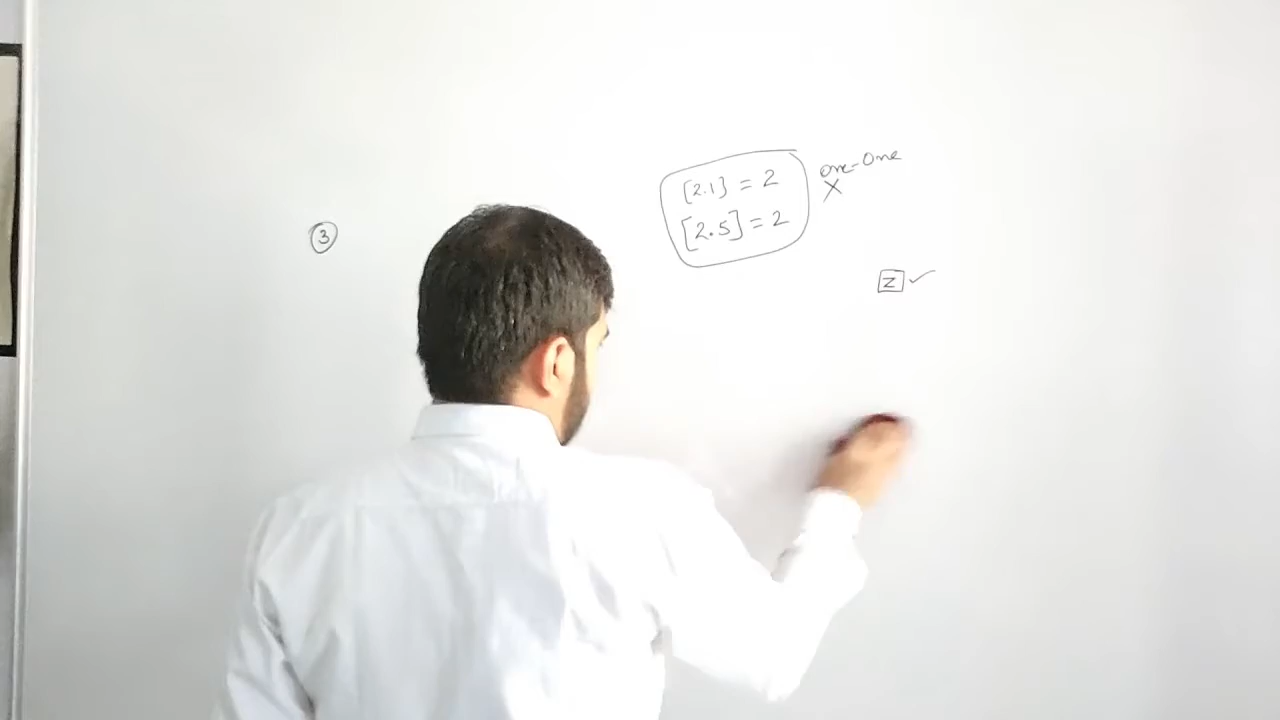 3
[2.1] = 2
[2.5] = 2
one-One
X
Z ✓